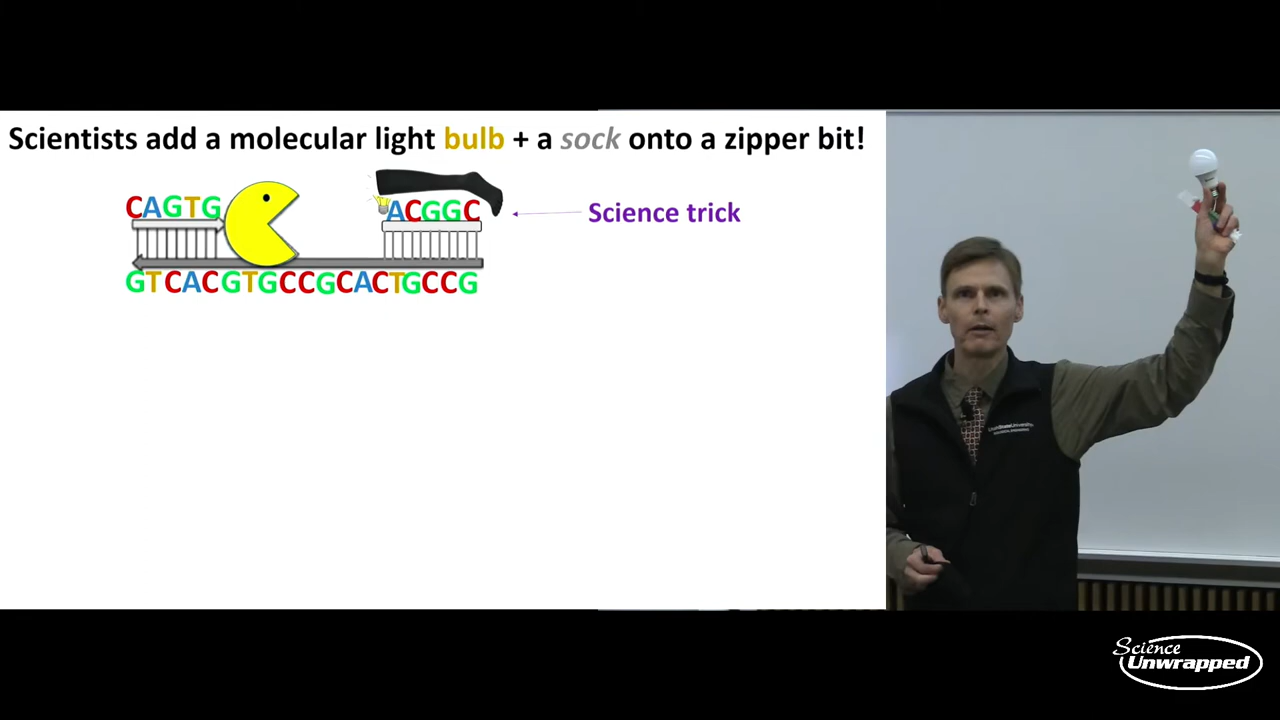 Scientists add a molecular light bulb + a sock onto a zipper bit!
CAGTG
ACGGC
Science trick
GTCACGTGCCGCACTGCCG
Science
Unwrapped